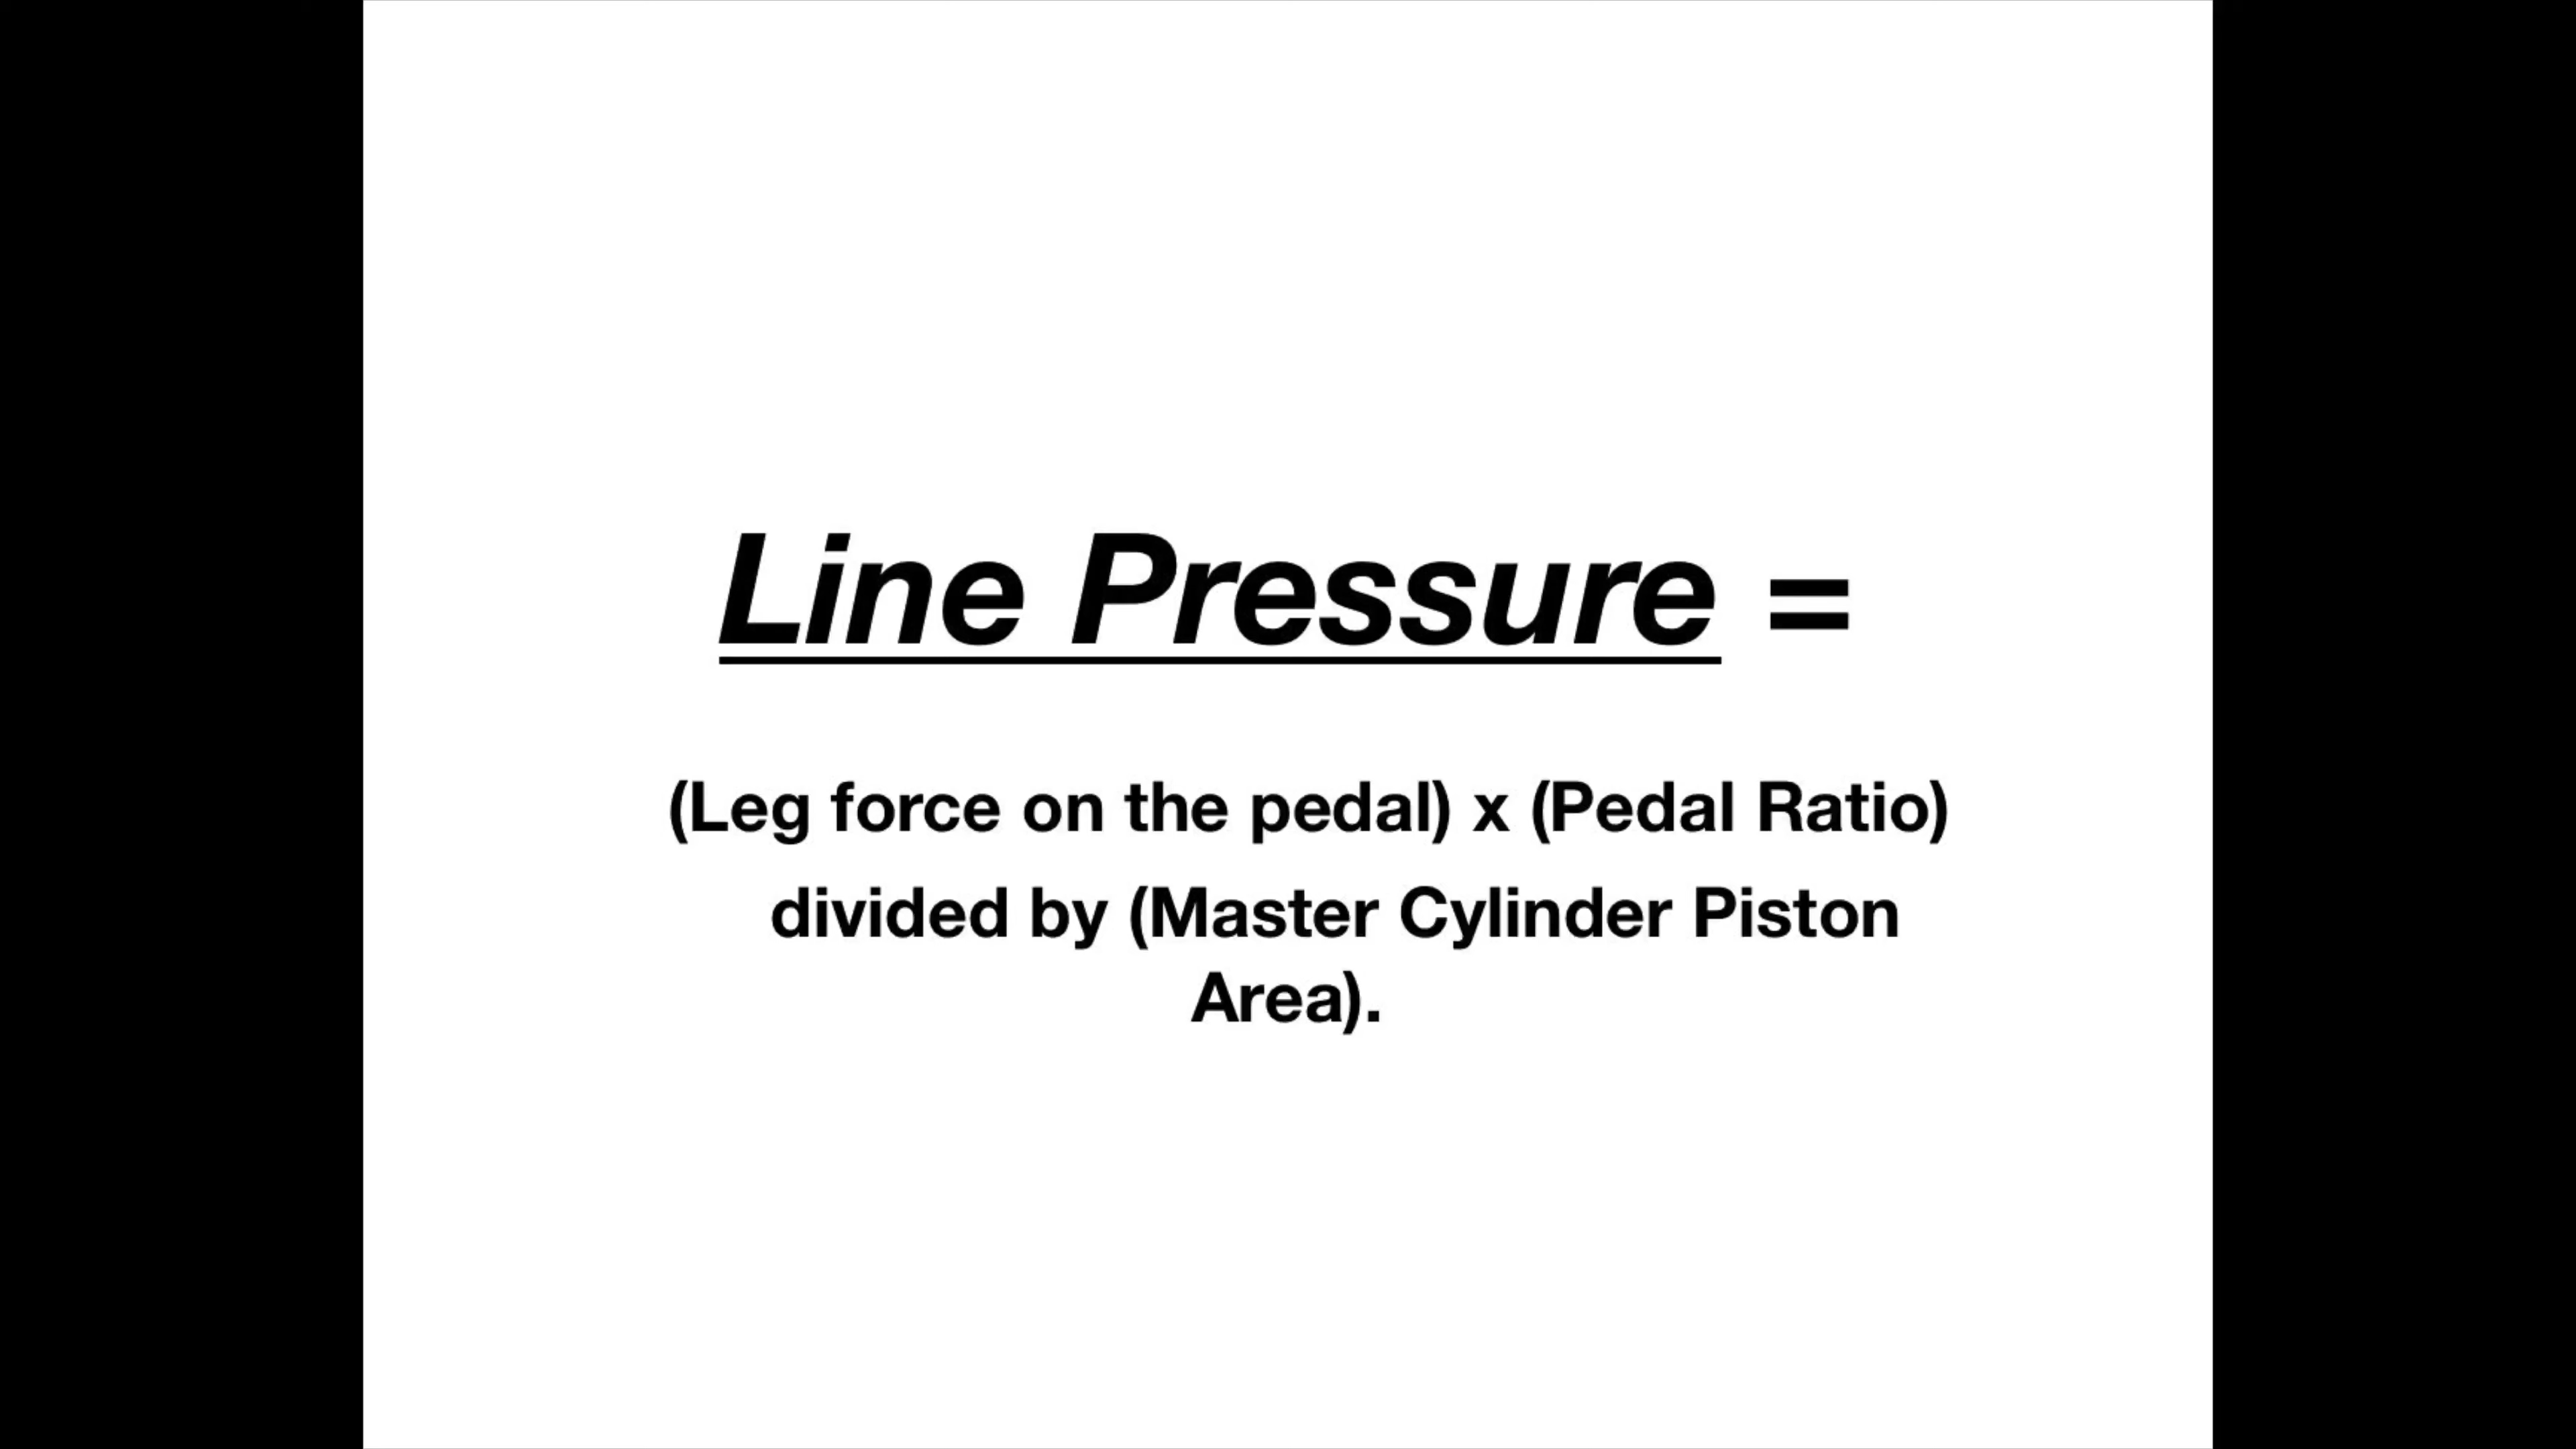 Line Pressure =
(Leg force on the pedal) x (Pedal Ratio)
divided by (Master Cylinder Piston
Area).